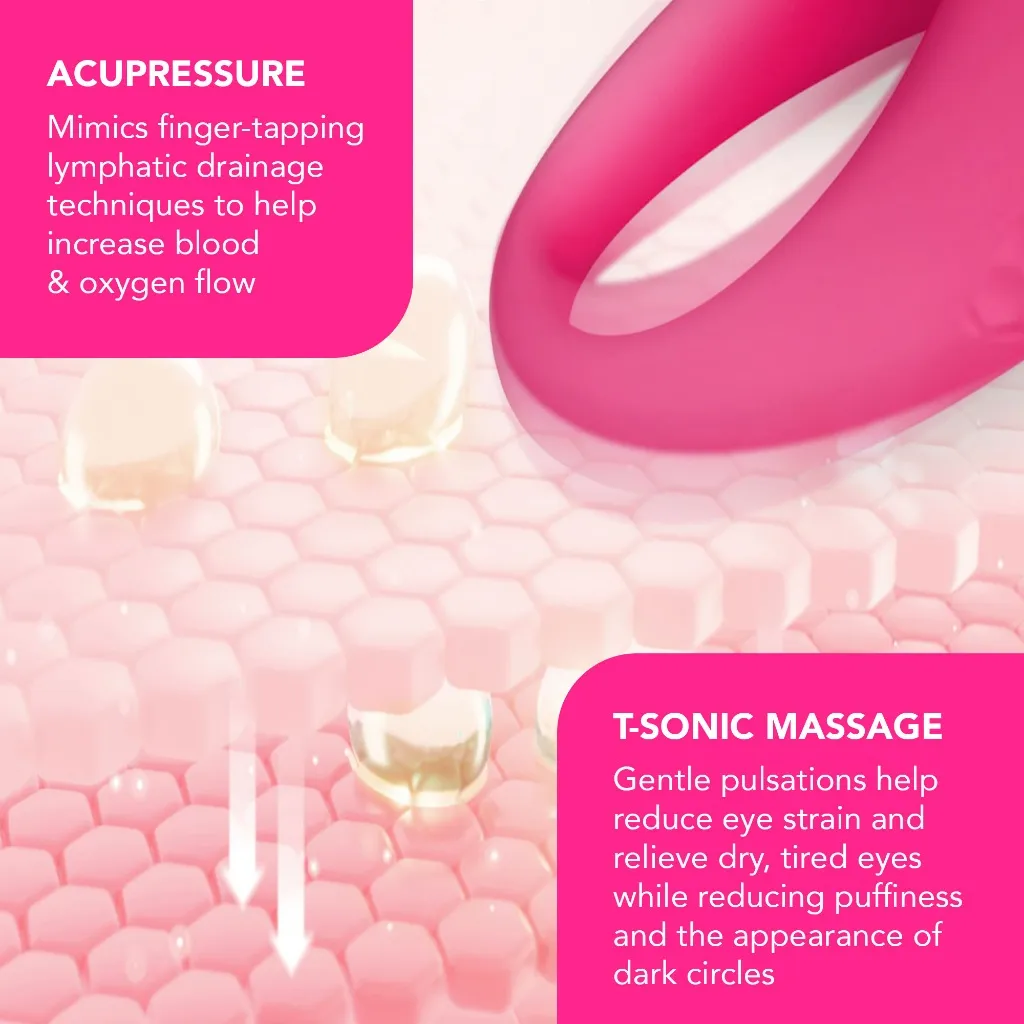 ACUPRESSURE
Mimics finger-tapping
lymphatic drainage
techniques to help
increase blood
& oxygen flow
T-SONIC MASSAGE
Gentle pulsations help
reduce eye strain and
relieve dry, tired eyes
while reducing puffiness
and the appearance of
dark circles